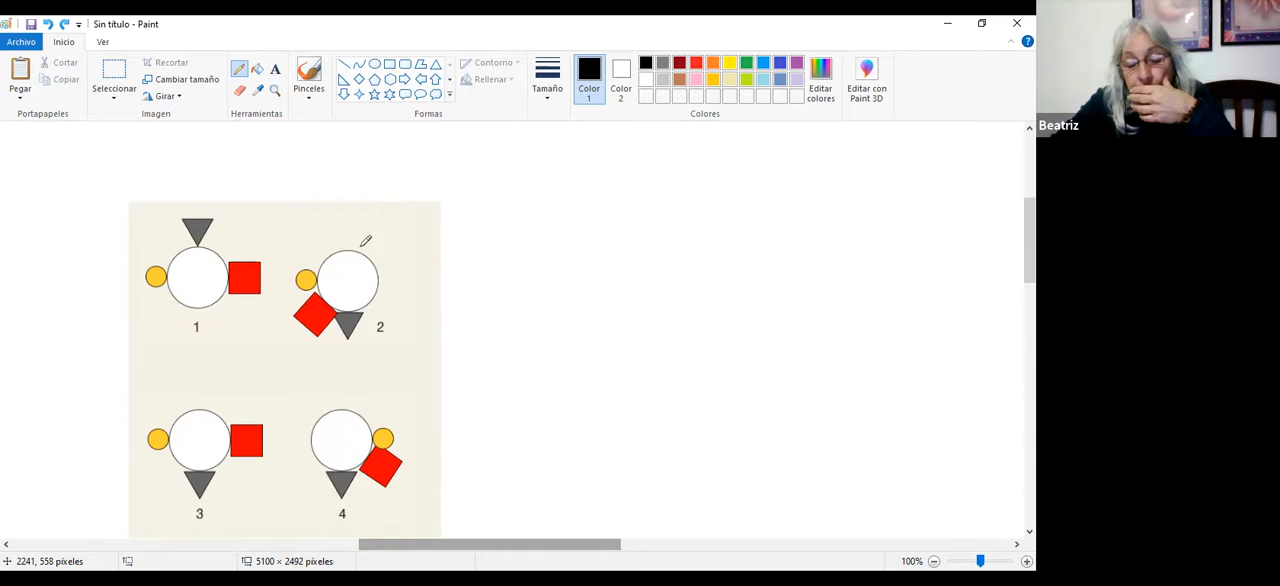 Sin título - Paint
Archivo Inicio Ver
Pegar
Cortar
Copiar
Portapapeles
Seleccionar
Recortar
Cambiar tamaño
Girar
Imagen
A
Herramientas
Pinceles
Contorno
Rellenar
Formas
Tamaño
Color
1
Color
2
Colores
Editar
colores
Editar con
Paint 3D
Beatriz
1
2
3
4
2241, 558 píxeles
5100 × 2492 píxeles
100%